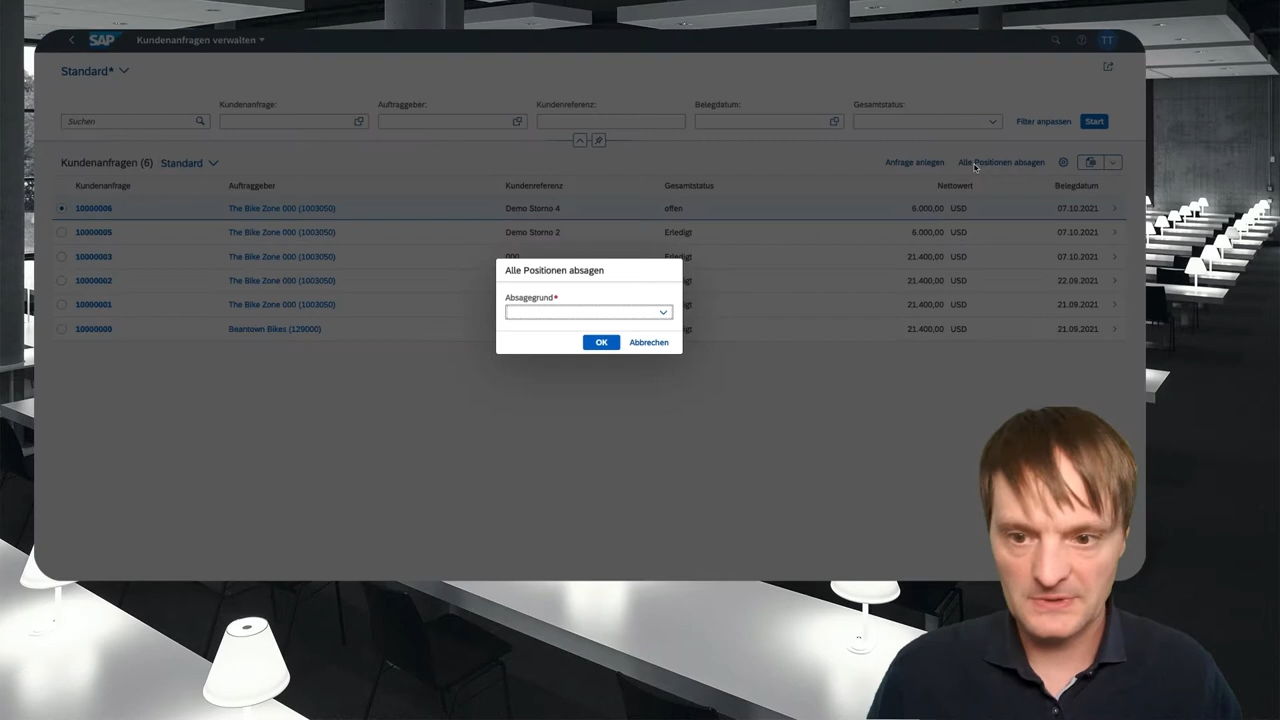 SAP Kundenanfragen verwalten TT
Standard*
Kundenanfrage: Auftraggeber: Kundenreferenz: Belegdatum: Gesamtstatus:
Suchen Filter anpassen Start
Kundenanfragen (6) Standard Anfrage anlegen Alle Positionen absagen
Kundenanfrage Auftraggeber Kundenreferenz Gesamtstatus Nettowert Belegdatum
10000006 The Bike Zone 000 (1003050) Demo Storno 4 offen 6.000,00 USD 07.10.2021
10000005 The Bike Zone 000 (1003050) Demo Storno 2 Erledigt 6.000,00 USD 07.10.2021
10000003 The Bike Zone 000 (1003050) 21.400,00 USD 07.10.2021
10000002 The Bike Zone 000 (1003050) 21.400,00 USD 22.09.2021
10000001 The Bike Zone 000 (1003050) 21.400,00 USD 21.09.2021
10000000 Beantown Bikes (129000) 21.400,00 USD 21.09.2021
Alle Positionen absagen
Absagegrund*
OK Abbrechen